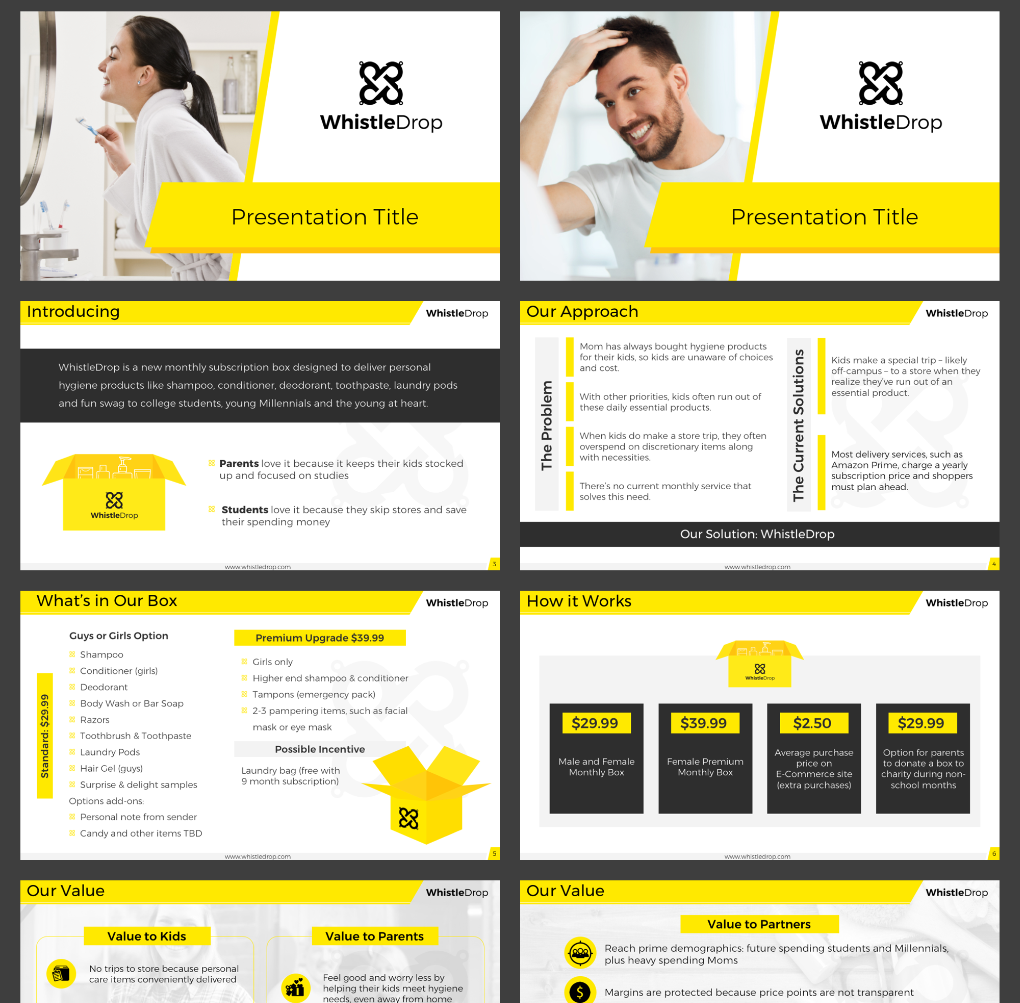 WhistleDrop
Presentation Title
WhistleDrop
Presentation Title
Introducing
WhistleDrop
WhistleDrop is a new monthly subscription box designed to deliver personal
hygiene products like shampoo, conditioner, deodorant, toothpaste, laundry pods
and fun swag to college students, young Millennials and the young at heart.
WhistleDrop
Parents love it because it keeps their kids stocked
up and focused on studies
Students love it because they skip stores and save
their spending money
www.whistledrop.com
3
Our Approach
WhistleDrop
The Problem
Mom has always bought hygiene products
for their kids, so kids are unaware of choices
and cost.
With other priorities, kids often run out of
these daily essential products.
When kids do make a store trip, they often
overspend on discretionary items along
with necessities.
There's no current monthly service that
solves this need.
The Current Solutions
Kids make a special trip – likely
off-campus – to a store when they
realize they've run out of an
essential product.
Most delivery services, such as
Amazon Prime, charge a yearly
subscription price and shoppers
must plan ahead.
Our Solution: WhistleDrop
www.whistledrop.com
4
What's in Our Box
WhistleDrop
Standard: $29.99
Guys or Girls Option
Shampoo
Conditioner (girls)
Deodorant
Body Wash or Bar Soap
Razors
Toothbrush & Toothpaste
Laundry Pods
Hair Gel (guys)
Surprise & delight samples
Options add-ons:
Personal note from sender
Candy and other items TBD
Premium Upgrade $39.99
Girls only
Higher end shampoo & conditioner
Tampons (emergency pack)
2-3 pampering items, such as facial
mask or eye mask
Possible Incentive
Laundry bag (free with
9 month subscription)
www.whistledrop.com
5
How it Works
WhistleDrop
WhistleDrop
$29.99
Male and Female
Monthly Box
$39.99
Female Premium
Monthly Box
$2.50
Average purchase
price on
E-Commerce site
(extra purchases)
$29.99
Option for parents
to donate a box to
charity during non-
school months
www.whistledrop.com
6
Our Value
WhistleDrop
Value to Kids
No trips to store because personal
care items conveniently delivered
Value to Parents
Feel good and worry less by
helping their kids meet hygiene
needs, even away from home
Our Value
WhistleDrop
Value to Partners
Reach prime demographics: future spending students and Millennials,
plus heavy spending Moms
$
Margins are protected because price points are not transparent